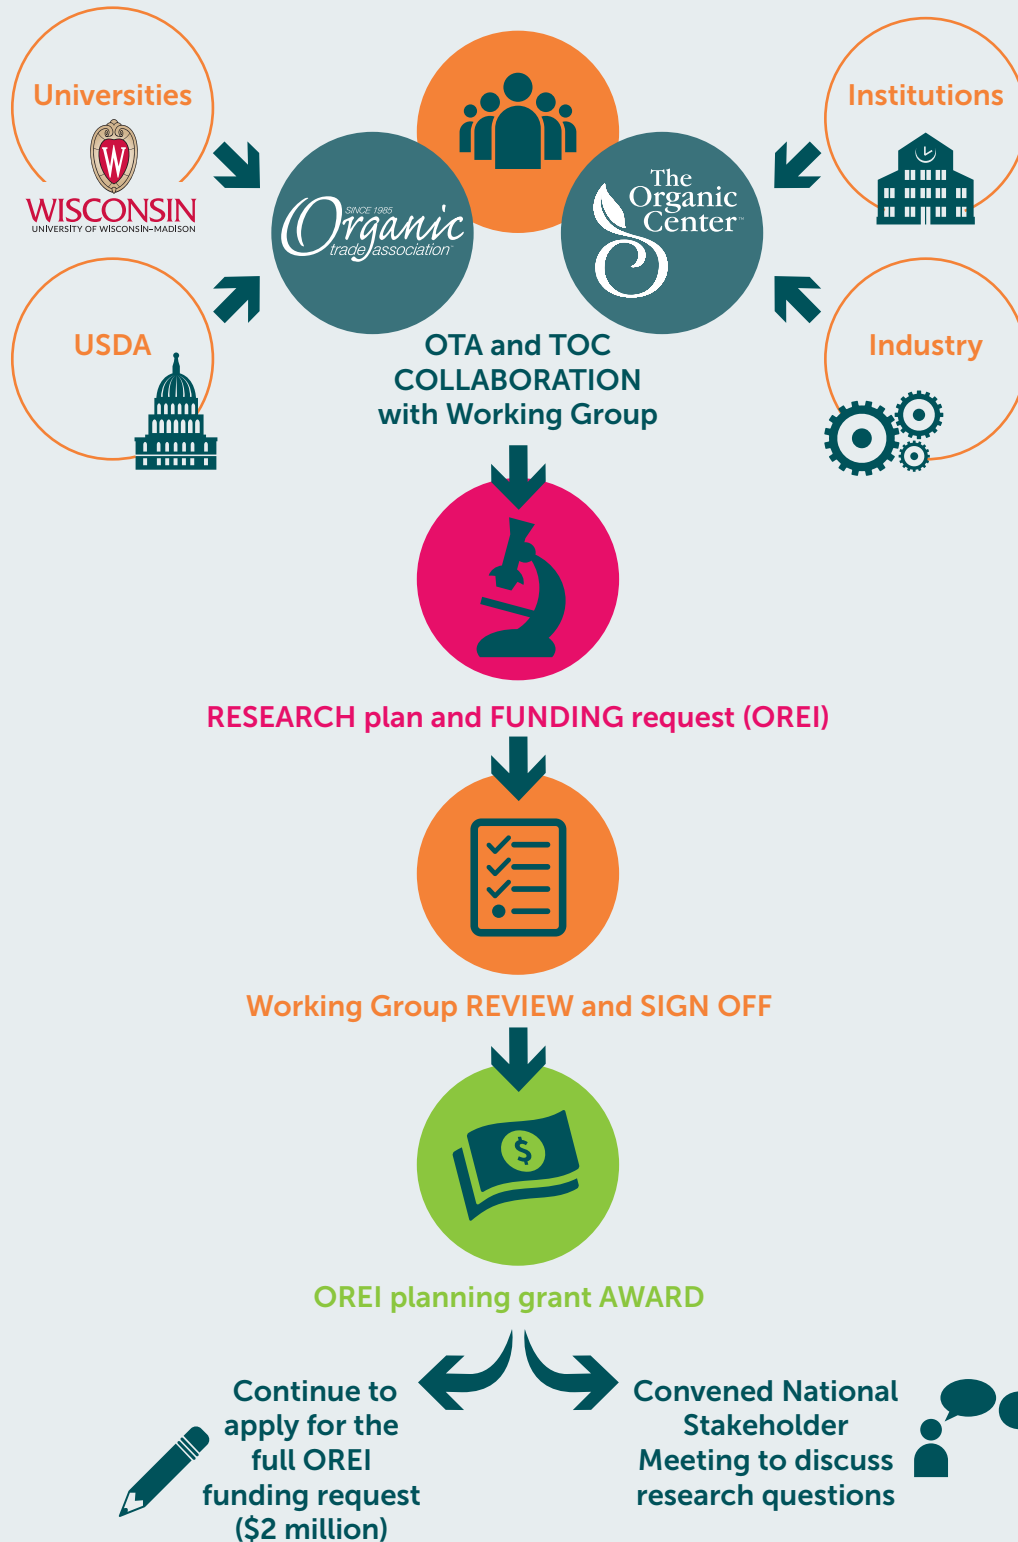 Universities
W
WISCONSIN
UNIVERSITY OF WISCONSIN–MADISON
Institutions
SINCE 1985
Organic
trade association
The
Organic
Center™
USDA
Industry
OTA and TOC
COLLABORATION
with Working Group
RESEARCH plan and FUNDING request (OREI)
Working Group REVIEW and SIGN OFF
$
OREI planning grant AWARD
Continue to
apply for the
full OREI
funding request
($2 million)
Convened National
Stakeholder
Meeting to discuss
research questions